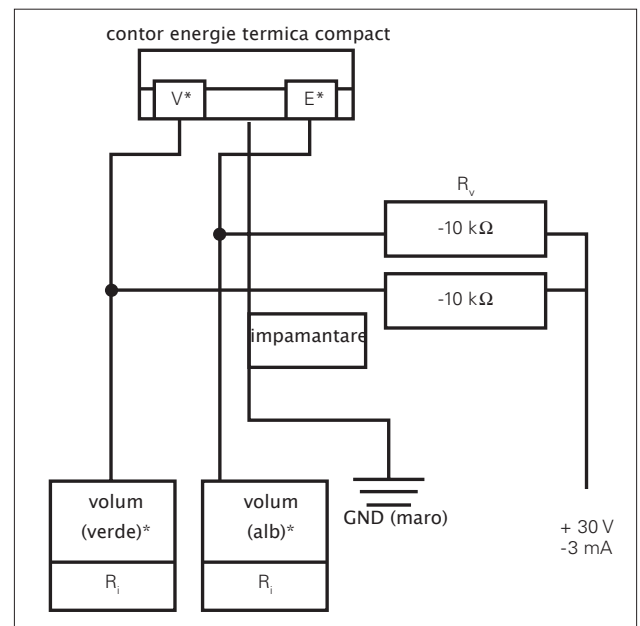 contor energie termica compact
V*
E*
Rv
-10 kΩ
-10 kΩ
impamantare
volum
(verde)*
Ri
volum
(alb)*
Ri
GND (maro)
+ 30 V
-3 mA